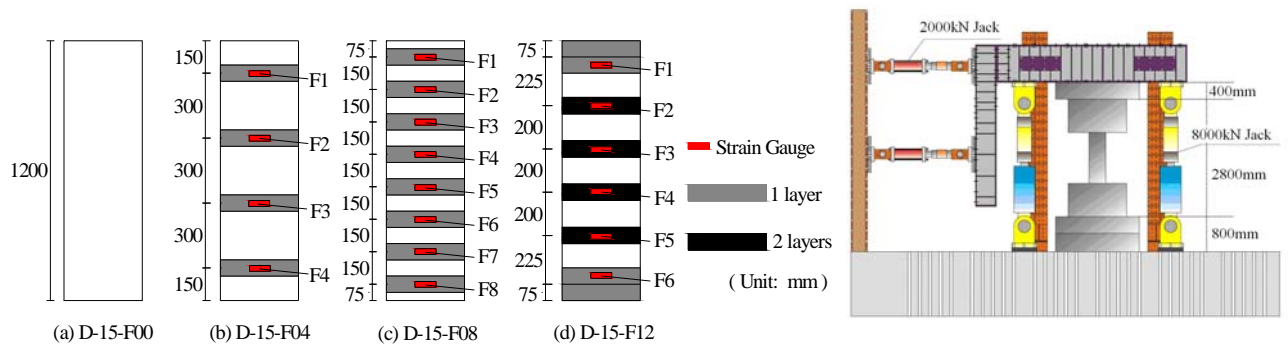 1200
(a) D-15-F00
150
300
300
300
150
F1
F2
F3
F4
(b) D-15-F04
75
150
150
150
150
150
150
150
75
F1
F2
F3
F4
F5
F6
F7
F8
(c) D-15-F08
75
225
200
200
200
225
75
F1
F2
F3
F4
F5
F6
(d) D-15-F12
Strain Gauge
1 layer
2 layers
( Unit: mm )
2000kN Jack
400mm
8000kN Jack
2800mm
800mm